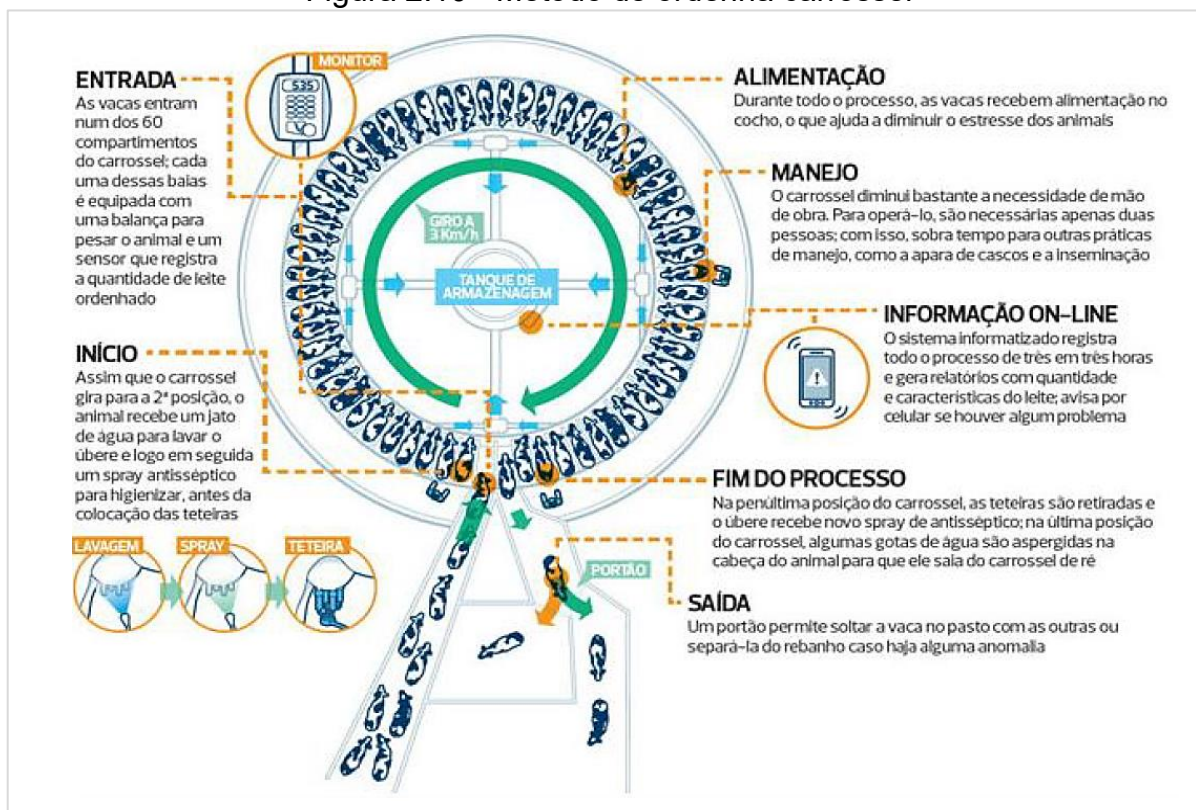 ENTRADA
As vacas entram
num dos 60
compartimentos
do carrossel; cada
uma dessas baias
é equipada com
uma balança para
pesar o animal e um
sensor que registra
a quantidade de leite
ordenhado
MONITOR
535
INÍCIO
Assim que o carrossel
gira para a 2ª posição, o
animal recebe um jato
de água para lavar o
úbere e logo em seguida
um spray antisséptico
para higienizar, antes da
colocação das teteiras
LAVAGEM
SPRAY
TETEIRA
GIRO A
3 Km/h
TANQUE DE
ARMAZENAGEM
PORTÃO
ALIMENTAÇÃO
Durante todo o processo, as vacas recebem alimentação no
cocho, o que ajuda a diminuir o estresse dos animais
MANEJO
O carrossel diminui bastante a necessidade de mão
de obra. Para operá-lo, são necessárias apenas duas
pessoas; com isso, sobra tempo para outras práticas
de manejo, como a apara de cascos e a inseminação
INFORMAÇÃO ON-LINE
O sistema informatizado registra
todo o processo de três em três horas
e gera relatórios com quantidade
e características do leite; avisa por
celular se houver algum problema
FIM DO PROCESSO
Na penúltima posição do carrossel, as teteiras são retiradas e
o úbere recebe novo spray de antisséptico; na última posição
do carrossel, algumas gotas de água são aspergidas na
cabeça do animal para que ele saia do carrossel de ré
SAÍDA
Um portão permite soltar a vaca no pasto com as outras ou
separá-la do rebanho caso haja alguma anomalia